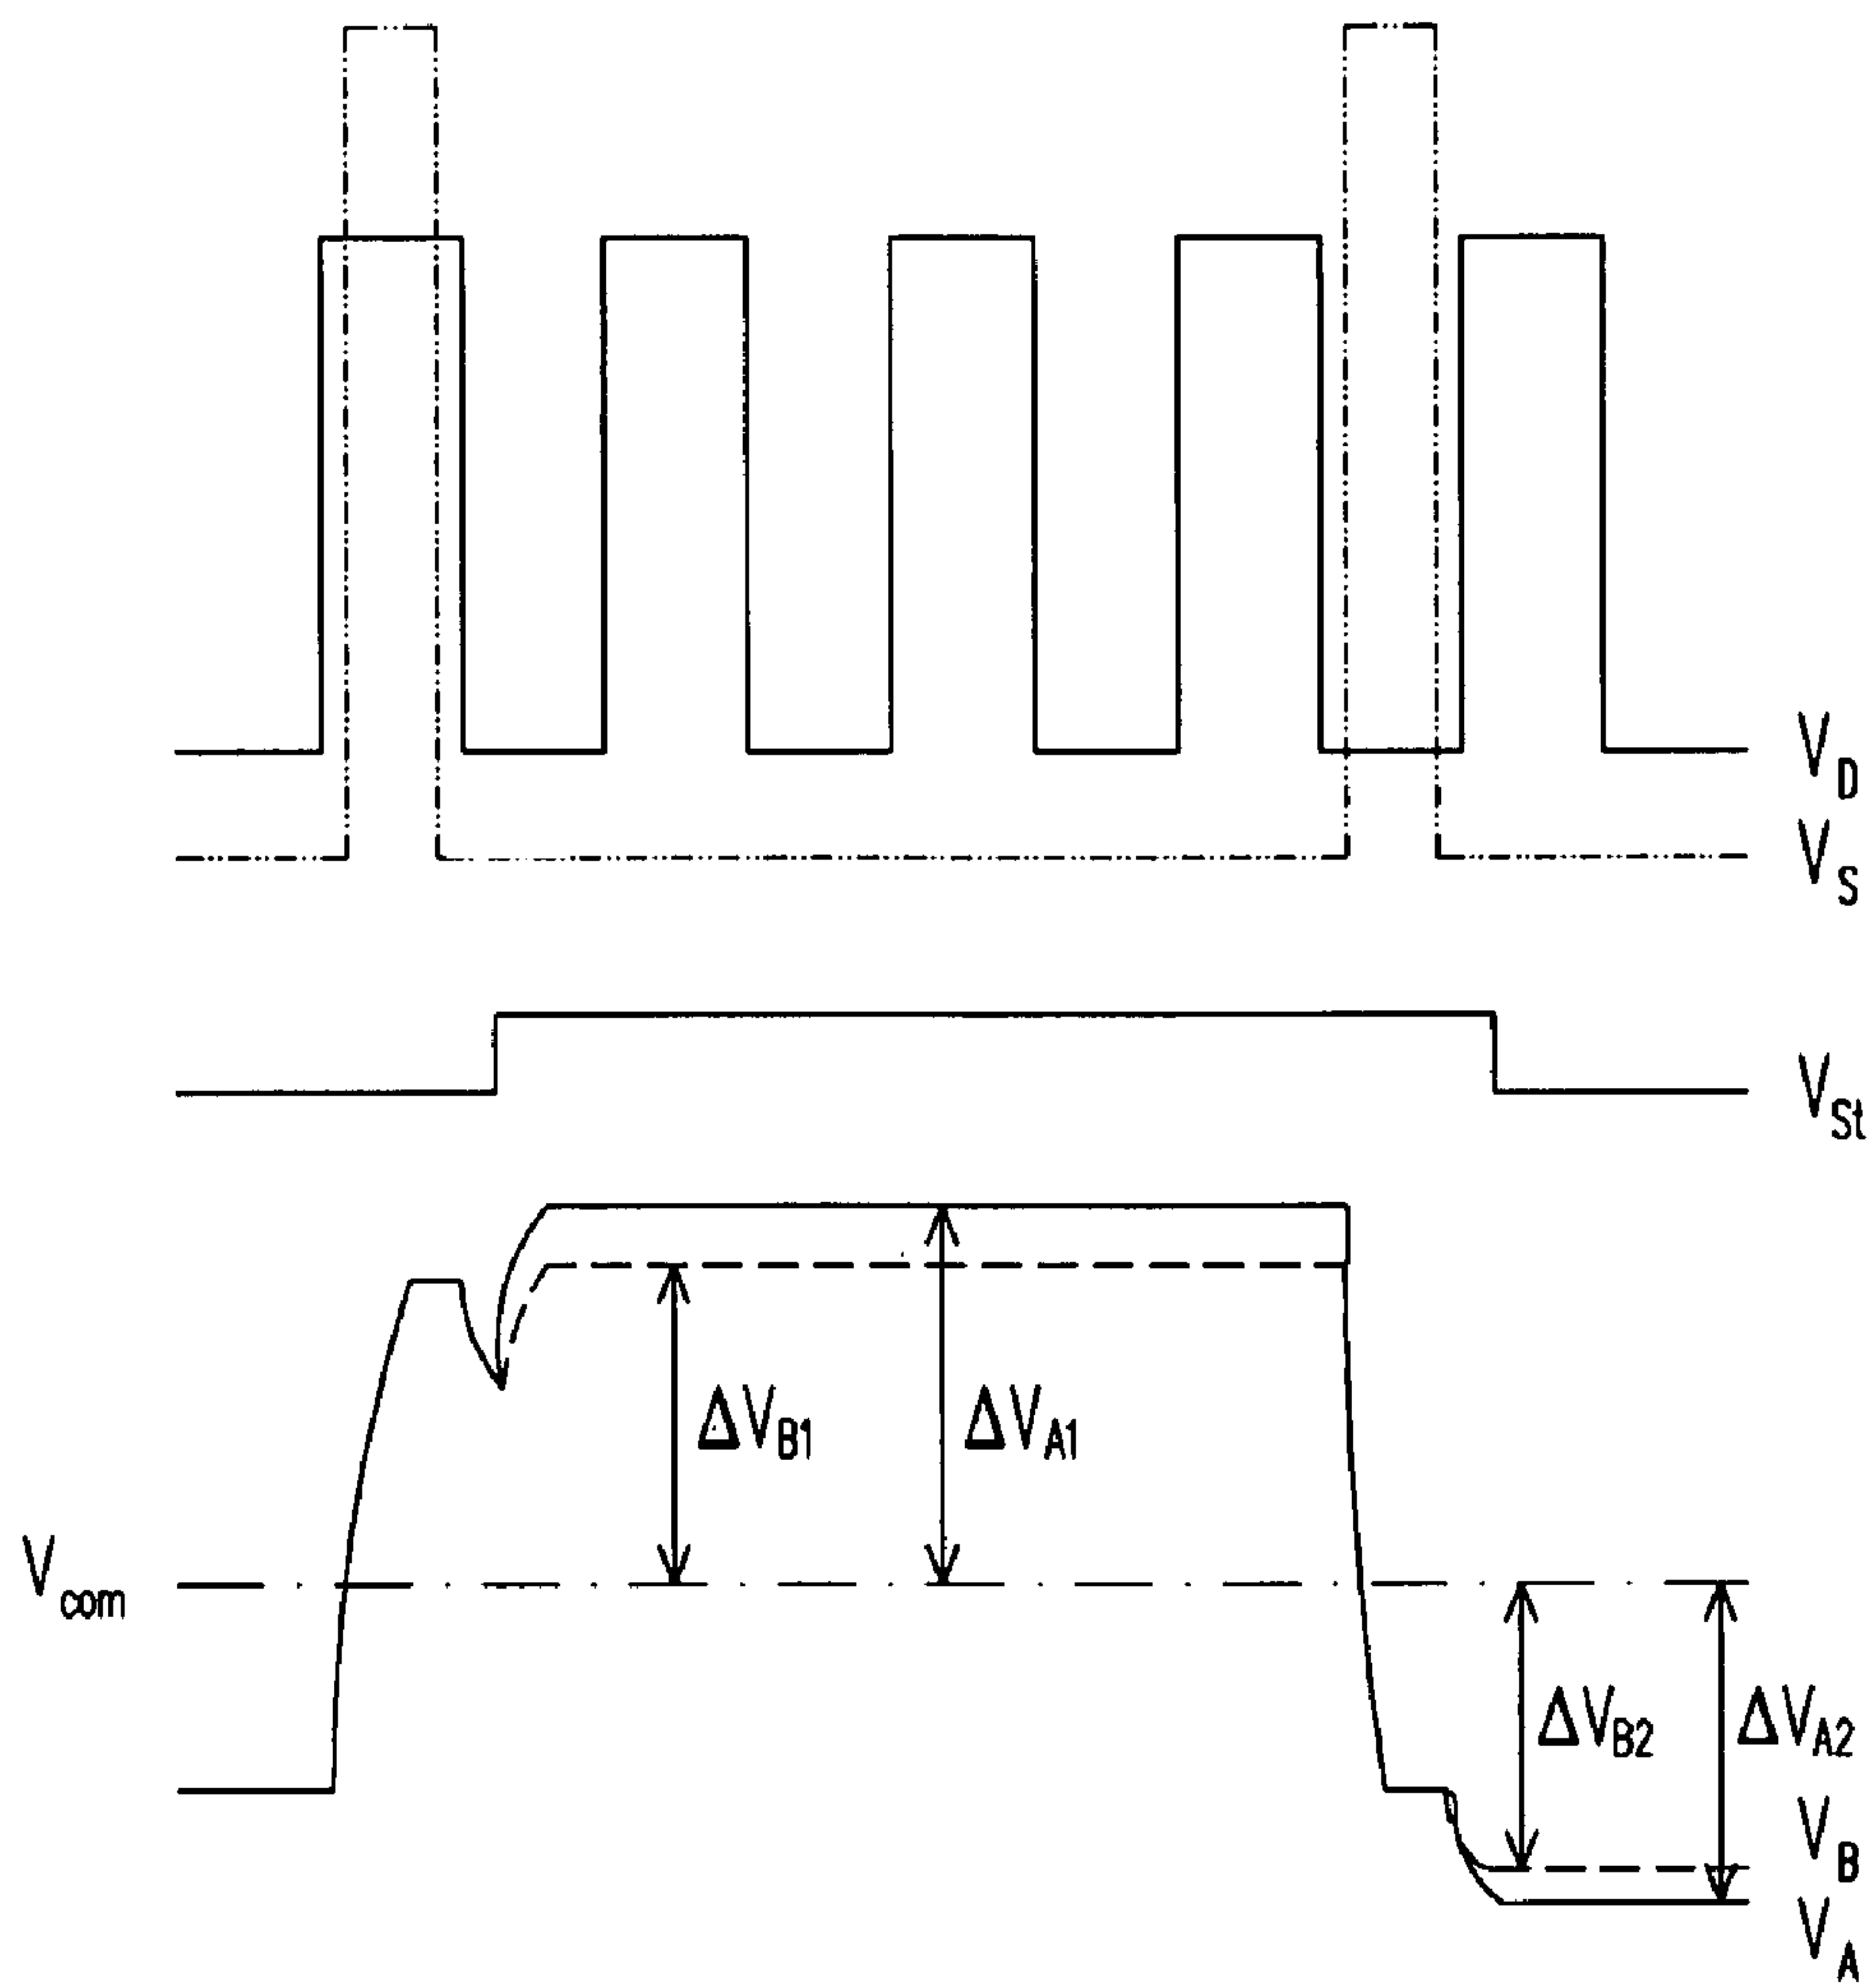 V_D
V_S
V_St
ΔV_B1
ΔV_A1
V_com
ΔV_B2
ΔV_A2
V_B
V_A